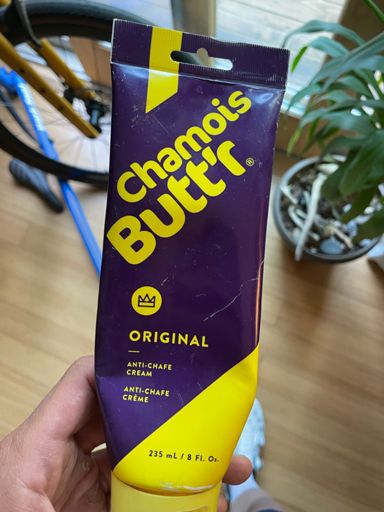 Chamois
Butt'r®
ORIGINAL
ANTI-CHAFE
CREAM
ANTI-CHAFE
CRÈME
235 mL / 8 Fl. Oz.